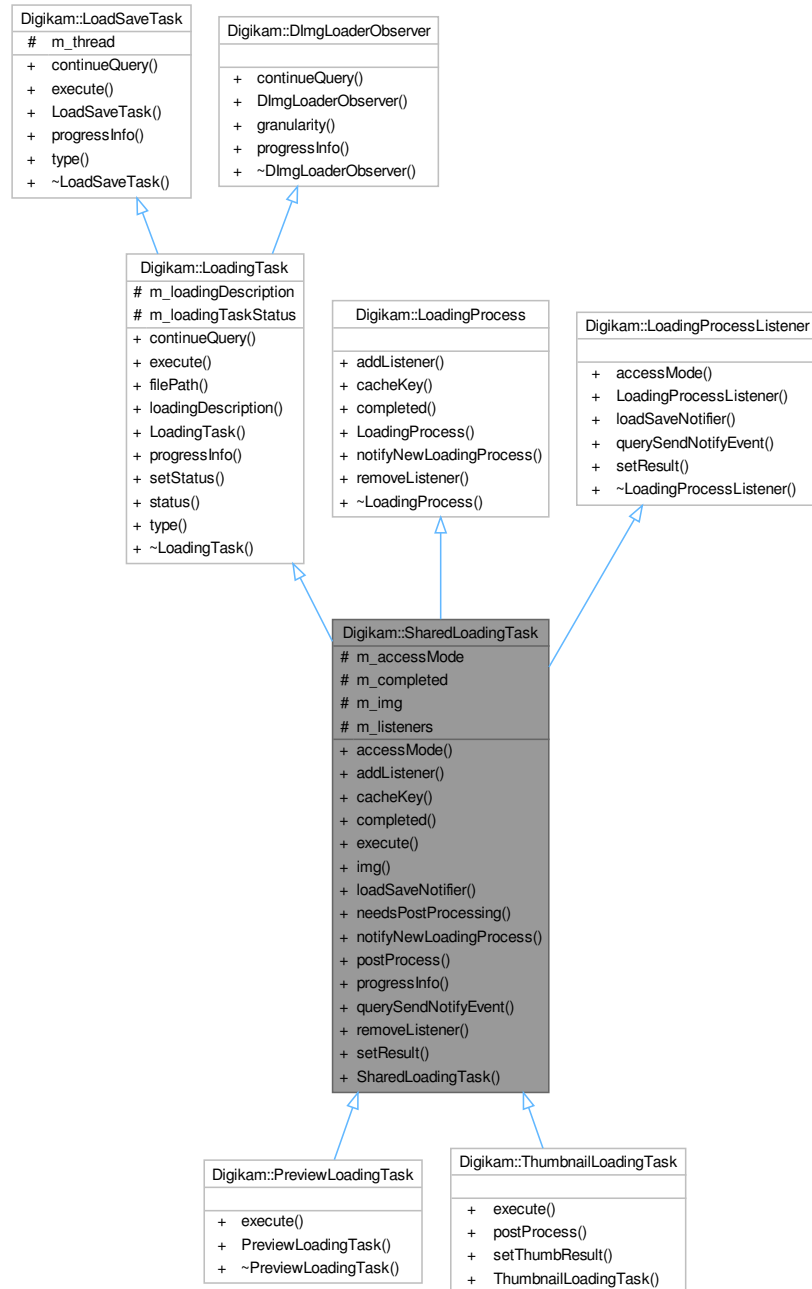 Digikam::LoadSaveTask
# m_thread
+ continueQuery()
+ execute()
+ LoadSaveTask()
+ progressInfo()
+ type()
+ ~LoadSaveTask()
Digikam::DImgLoaderObserver
+ continueQuery()
+ DImgLoaderObserver()
+ granularity()
+ progressInfo()
+ ~DImgLoaderObserver()
Digikam::LoadingTask
# m_loadingDescription
# m_loadingTaskStatus
+ continueQuery()
+ execute()
+ filePath()
+ loadingDescription()
+ LoadingTask()
+ progressInfo()
+ setStatus()
+ status()
+ type()
+ ~LoadingTask()
Digikam::LoadingProcess
+ addListener()
+ cacheKey()
+ completed()
+ LoadingProcess()
+ notifyNewLoadingProcess()
+ removeListener()
+ ~LoadingProcess()
Digikam::LoadingProcessListener
+ accessMode()
+ LoadingProcessListener()
+ loadSaveNotifier()
+ querySendNotifyEvent()
+ setResult()
+ ~LoadingProcessListener()
Digikam::SharedLoadingTask
# m_accessMode
# m_completed
# m_img
# m_listeners
+ accessMode()
+ addListener()
+ cacheKey()
+ completed()
+ execute()
+ img()
+ loadSaveNotifier()
+ needsPostProcessing()
+ notifyNewLoadingProcess()
+ postProcess()
+ progressInfo()
+ querySendNotifyEvent()
+ removeListener()
+ setResult()
+ SharedLoadingTask()
Digikam::PreviewLoadingTask
+ execute()
+ PreviewLoadingTask()
+ ~PreviewLoadingTask()
Digikam::ThumbnailLoadingTask
+ execute()
+ postProcess()
+ setThumbResult()
+ ThumbnailLoadingTask()